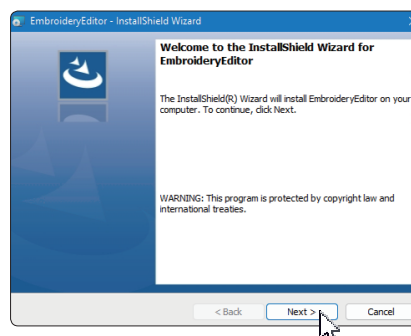 EmbroideryEditor - InstallShield Wizard
Welcome to the InstallShield Wizard for
EmbroideryEditor
The InstallShield(R) Wizard will install EmbroideryEditor on your
computer. To continue, click Next.
WARNING: This program is protected by copyright law and
international treaties.
< Back
Next >
Cancel